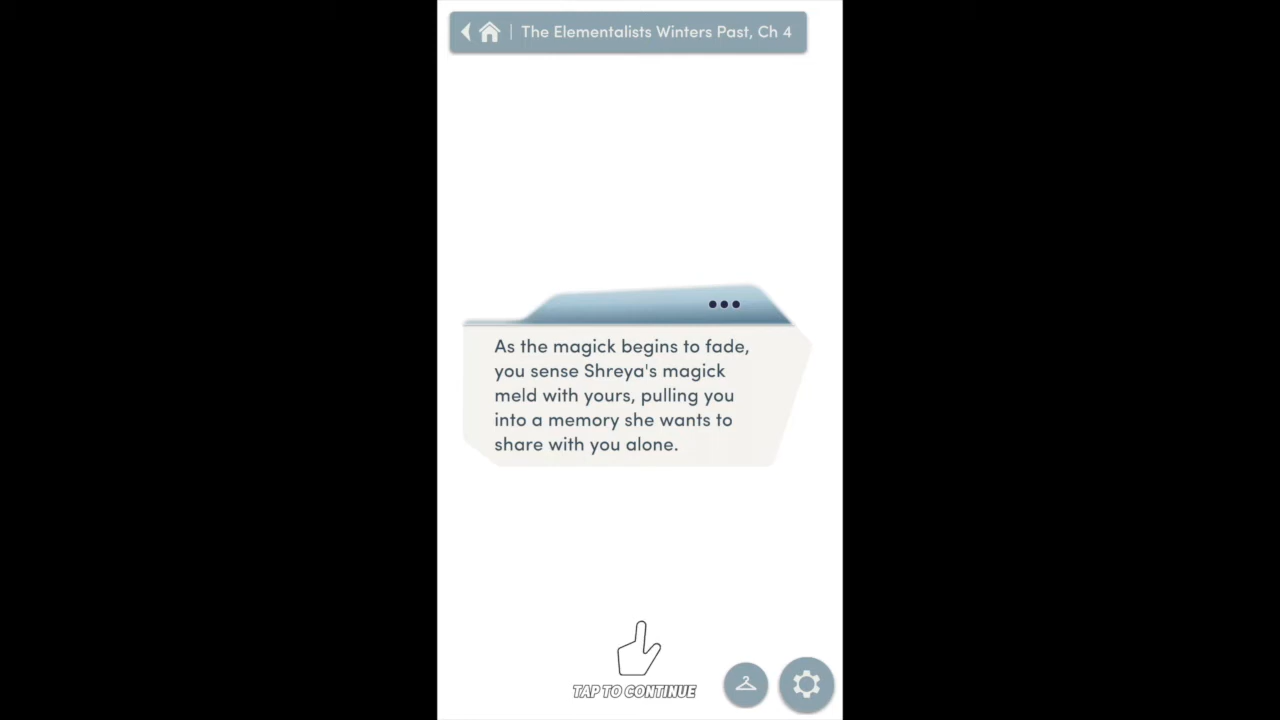 The Elementalists Winters Past, Ch 4
As the magick begins to fade,
you sense Shreya's magick
meld with yours, pulling you
into a memory she wants to
share with you alone.
TAP TO CONTINUE